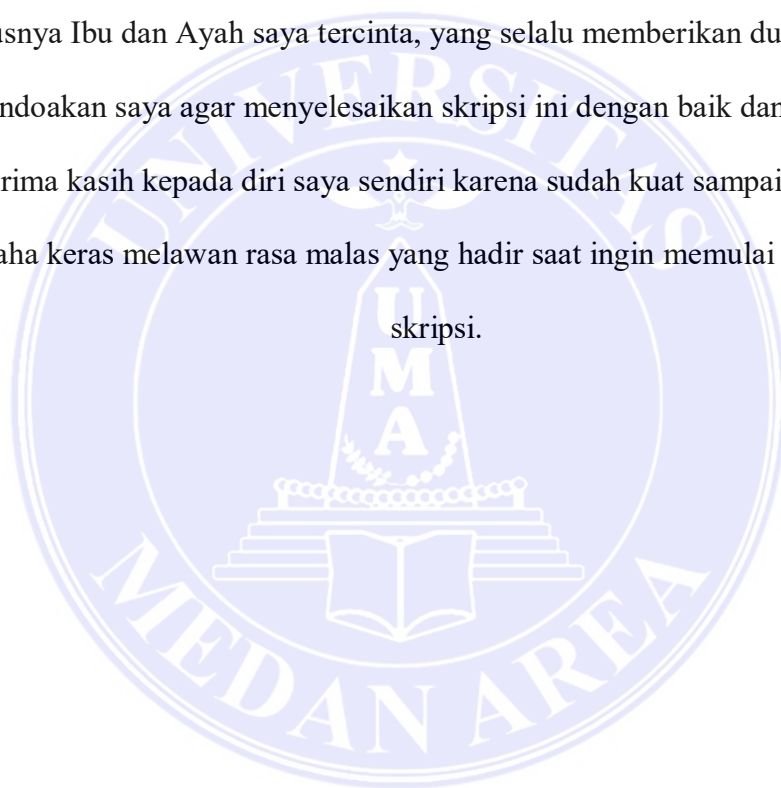 usnya Ibu dan Ayah saya tercinta, yang selalu memberikan du
ndoakan saya agar menyelesaikan skripsi ini dengan baik dan
rima kasih kepada diri saya sendiri karena sudah kuat sampai
aha keras melawan rasa malas yang hadir saat ingin memulai
skripsi.
UNIVERSITAS
UMA
MEDAN AREA